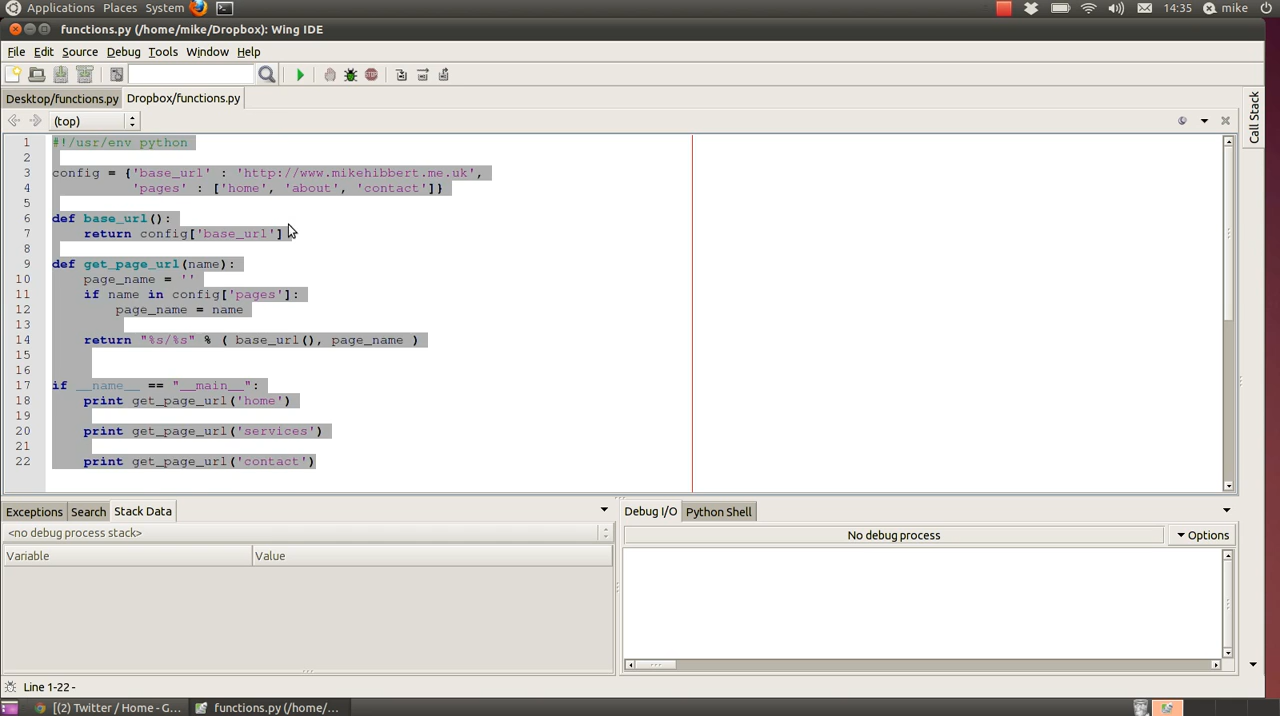 Applications Places System 14:35 mike
functions.py (/home/mike/Dropbox): Wing IDE
File Edit Source Debug Tools Window Help
Desktop/functions.py Dropbox/functions.py
(top)
Call Stack
1 #!/usr/env python
2
3 config = {'base_url' : 'http://www.mikehibbert.me.uk',
4 'pages' : ['home', 'about', 'contact']}
5
6 def base_url():
7 return config['base_url']
8
9 def get_page_url(name):
10 page_name = ''
11 if name in config['pages']:
12 page_name = name
13
14 return "%s/%s" % ( base_url(), page_name )
15
16
17 if __name__ == "__main__":
18 print get_page_url('home')
19
20 print get_page_url('services')
21
22 print get_page_url('contact')
Exceptions Search Stack Data Debug I/O Python Shell
<no debug process stack> No debug process Options
Variable Value
Line 1-22 -
[(2) Twitter / Home - G... functions.py (/home/...